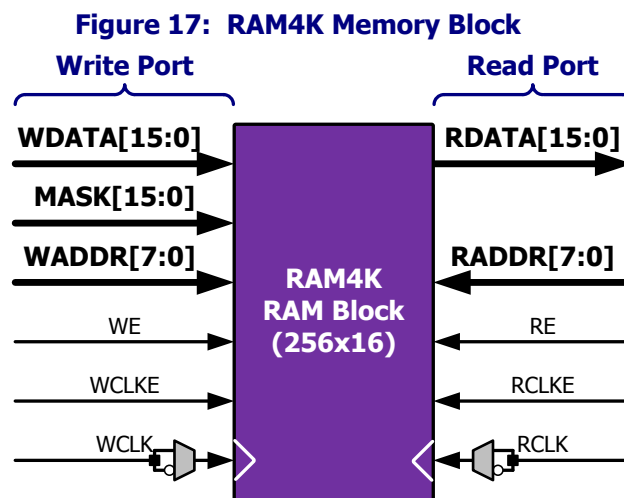 Figure 17: RAM4K Memory Block
Write Port
Read Port
WDATA[15:0]
RDATA[15:0]
MASK[15:0]
WADDR[7:0]
RADDR[7:0]
RAM4K
RAM Block
(256x16)
WE
RE
WCLKE
RCLKE
WCLK
RCLK